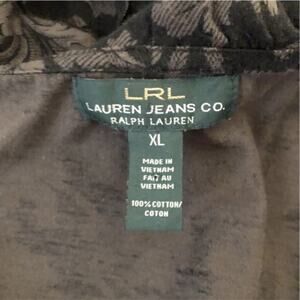 LRL
LAUREN JEANS CO.
RALPH LAUREN
XL
MADE IN
VIETNAM
FAIT AU
VIETNAM
100% COTTON/
COTON